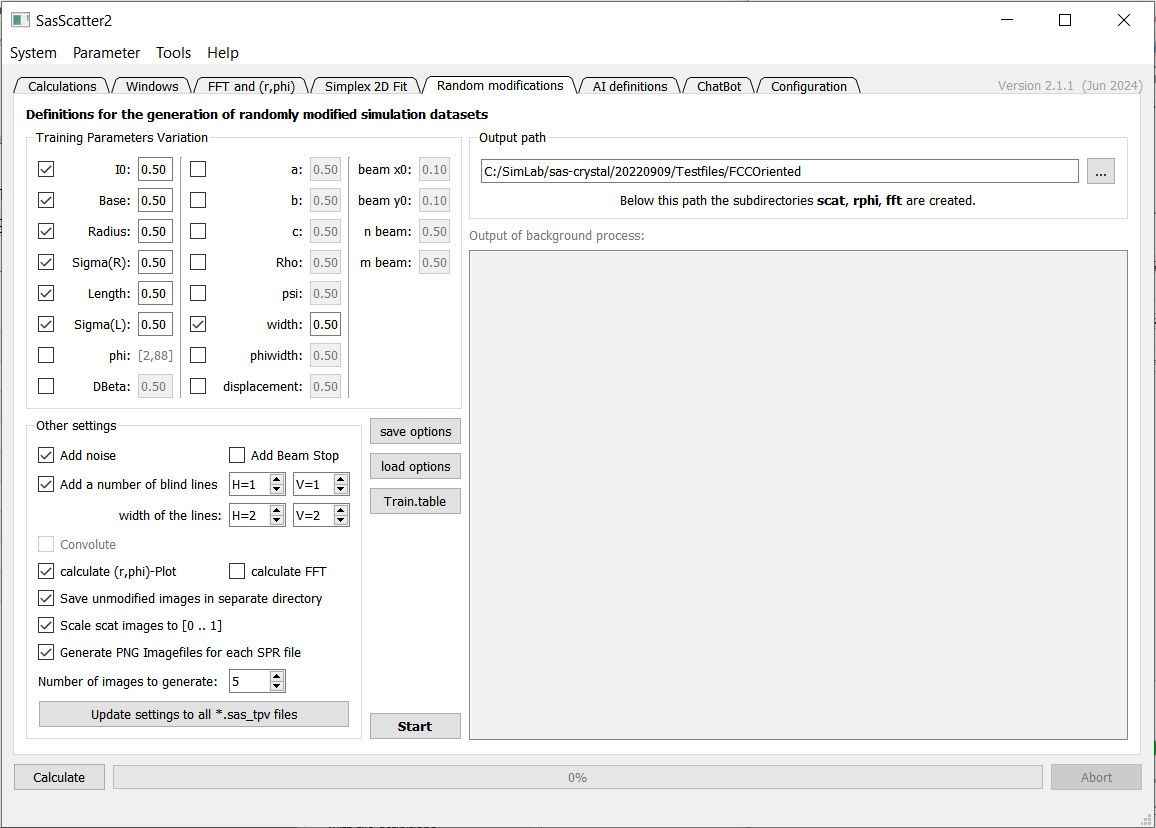 SasScatter2
System Parameter Tools Help
Calculations Windows FFT and (r,phi) Simplex 2D Fit Random modifications AI definitions ChatBot Configuration Version 2.1.1 (Jun 2024)
Definitions for the generation of randomly modified simulation datasets
Training Parameters Variation
I0: 0.50 a: 0.50 beam x0: 0.10
Base: 0.50 b: 0.50 beam y0: 0.10
Radius: 0.50 c: 0.50 n beam: 0.50
Sigma(R): 0.50 Rho: 0.50 m beam: 0.50
Length: 0.50 psi: 0.50
Sigma(L): 0.50 width: 0.50
phi: [2,88] phiwidth: 0.50
DBeta: 0.50 displacement: 0.50
Output path
C:/SimLab/sas-crystal/20220909/Testfiles/FCCOriented ...
Below this path the subdirectories scat, rphi, fft are created.
Output of background process:
Other settings
Add noise Add Beam Stop
Add a number of blind lines H=1 V=1
width of the lines: H=2 V=2
Convolute
calculate (r,phi)-Plot calculate FFT
Save unmodified images in separate directory
Scale scat images to [0 .. 1]
Generate PNG Imagefiles for each SPR file
Number of images to generate: 5
Update settings to all *.sas_tpv files
save options
load options
Train.table
Start
Calculate 0% Abort